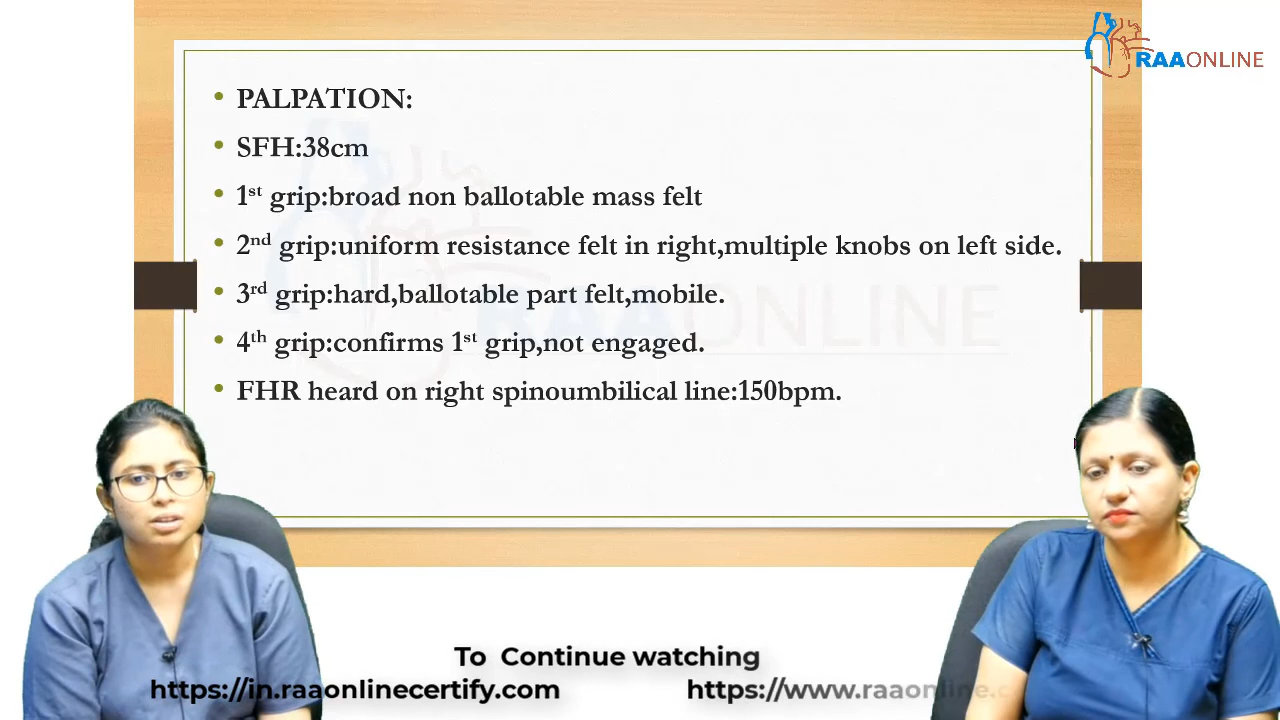 RAAONLINE
• PALPATION:
• SFH:38cm
• 1st grip:broad non ballotable mass felt
• 2nd grip:uniform resistance felt in right,multiple knobs on left side.
• 3rd grip:hard,ballotable part felt,mobile.
• 4th grip:confirms 1st grip,not engaged.
• FHR heard on right spinoumbilical line:150bpm.
RAAONLINE
To Continue watching
https://in.raaonlinecertify.com https://www.raaonline.c